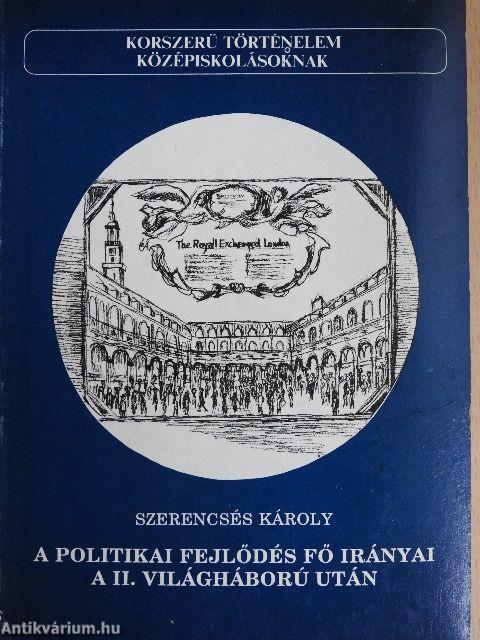 KORSZERŰ TÖRTÉNELEM
KÖZÉPISKOLÁSOKNAK
The Royall Exchange of London
SZERENCSÉS KÁROLY
A POLITIKAI FEJLŐDÉS FŐ IRÁNYAI
A II. VILÁGHÁBORÚ UTÁN
Antikvárium.hu